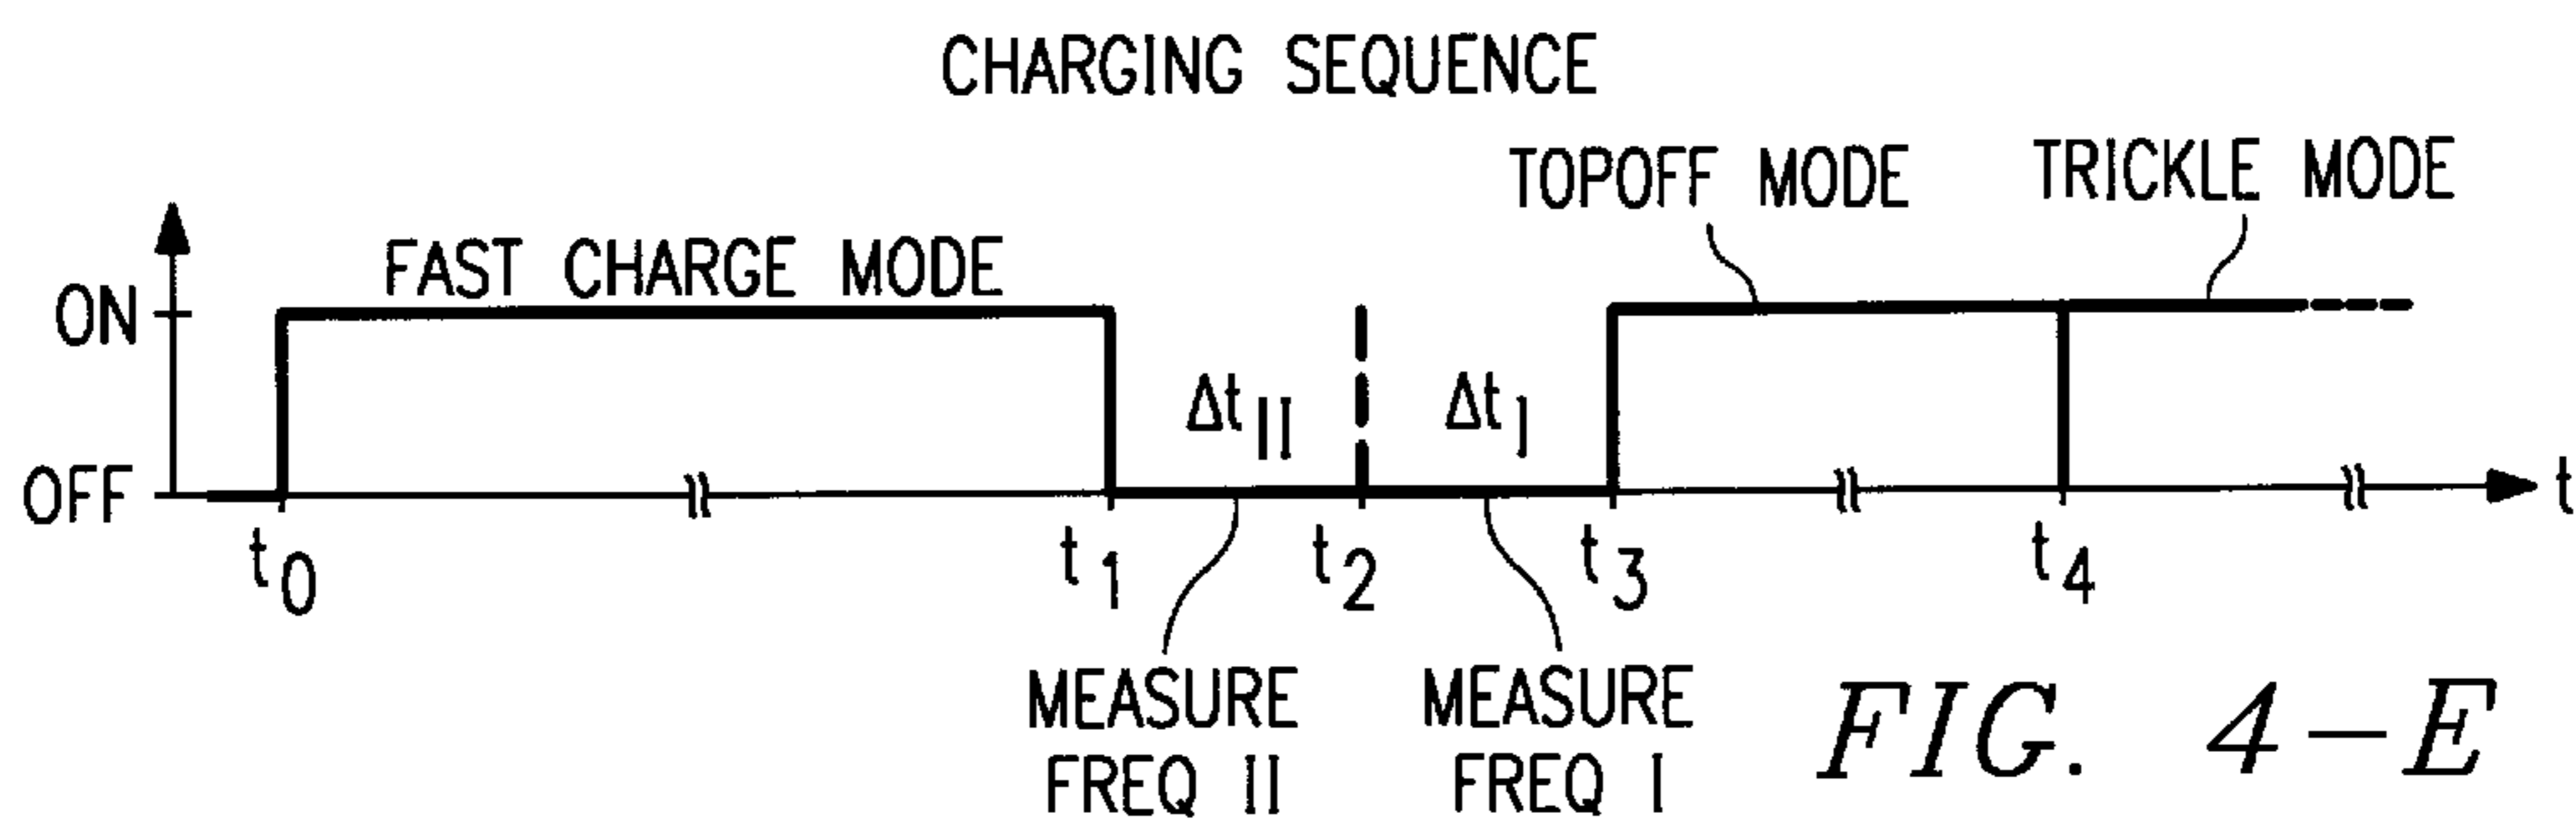 CHARGING SEQUENCE
TOPOFF MODE
TRICKLE MODE
FAST CHARGE MODE
ON
Δt II
Δt I
OFF
t
t0
t1
t2
t3
t4
MEASURE
FREQ II
MEASURE
FREQ I
FIG. 4-E